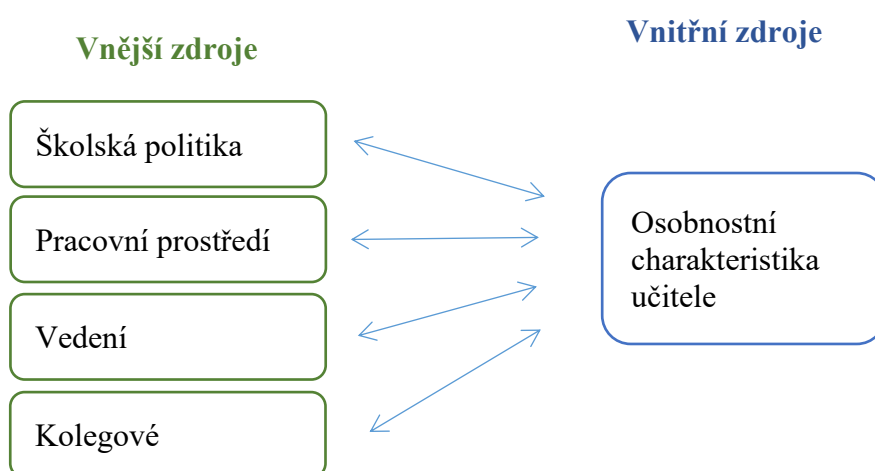 Vnější zdroje
Vnitřní zdroje
Školská politika
Pracovní prostředí
Vedení
Kolegové
Osobnostní
charakteristika
učitele